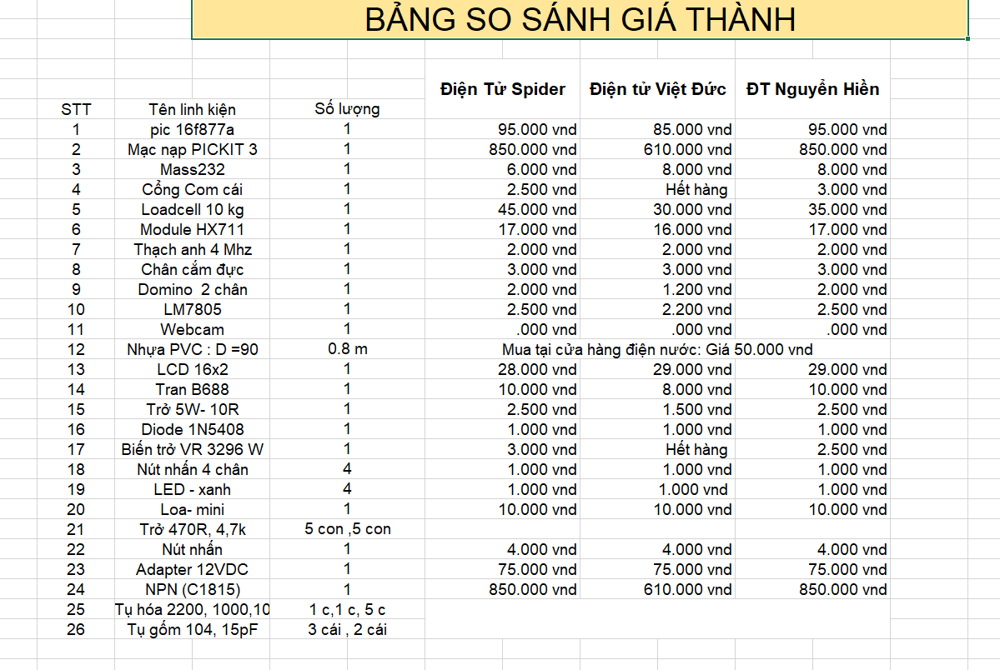 BẢNG SO SÁNH GIÁ THÀNH
STT Tên linh kiện Số lượng Điện Tử Spider Điện tử Việt Đức ĐT Nguyển Hiền
1 pic 16f877a 1 95.000 vnd 85.000 vnd 95.000 vnd
2 Mạc nạp PICKIT 3 1 850.000 vnd 610.000 vnd 850.000 vnd
3 Mass232 1 6.000 vnd 8.000 vnd 8.000 vnd
4 Cổng Com cái 1 2.500 vnd Hết hàng 3.000 vnd
5 Loadcell 10 kg 1 45.000 vnd 30.000 vnd 35.000 vnd
6 Module HX711 1 17.000 vnd 16.000 vnd 17.000 vnd
7 Thạch anh 4 Mhz 1 2.000 vnd 2.000 vnd 2.000 vnd
8 Chân cắm đực 1 3.000 vnd 3.000 vnd 3.000 vnd
9 Domino 2 chân 1 2.000 vnd 1.200 vnd 2.000 vnd
10 LM7805 1 2.500 vnd 2.200 vnd 2.500 vnd
11 Webcam 1 .000 vnd .000 vnd .000 vnd
12 Nhựa PVC : D =90 0.8 m Mua tại cửa hàng điện nước: Giá 50.000 vnd
13 LCD 16x2 1 28.000 vnd 29.000 vnd 29.000 vnd
14 Tran B688 1 10.000 vnd 8.000 vnd 10.000 vnd
15 Trở 5W- 10R 1 2.500 vnd 1.500 vnd 2.500 vnd
16 Diode 1N5408 1 1.000 vnd 1.000 vnd 1.000 vnd
17 Biến trở VR 3296 W 1 3.000 vnd Hết hàng 2.500 vnd
18 Nút nhấn 4 chân 4 1.000 vnd 1.000 vnd 1.000 vnd
19 LED - xanh 4 1.000 vnd 1.000 vnd 1.000 vnd
20 Loa- mini 1 10.000 vnd 10.000 vnd 10.000 vnd
21 Trở 470R, 4,7k 5 con ,5 con
22 Nút nhấn 1 4.000 vnd 4.000 vnd 4.000 vnd
23 Adapter 12VDC 1 75.000 vnd 75.000 vnd 75.000 vnd
24 NPN (C1815) 1 850.000 vnd 610.000 vnd 850.000 vnd
25 Tụ hóa 2200, 1000,10 1 c,1 c, 5 c
26 Tụ gốm 104, 15pF 3 cái , 2 cái